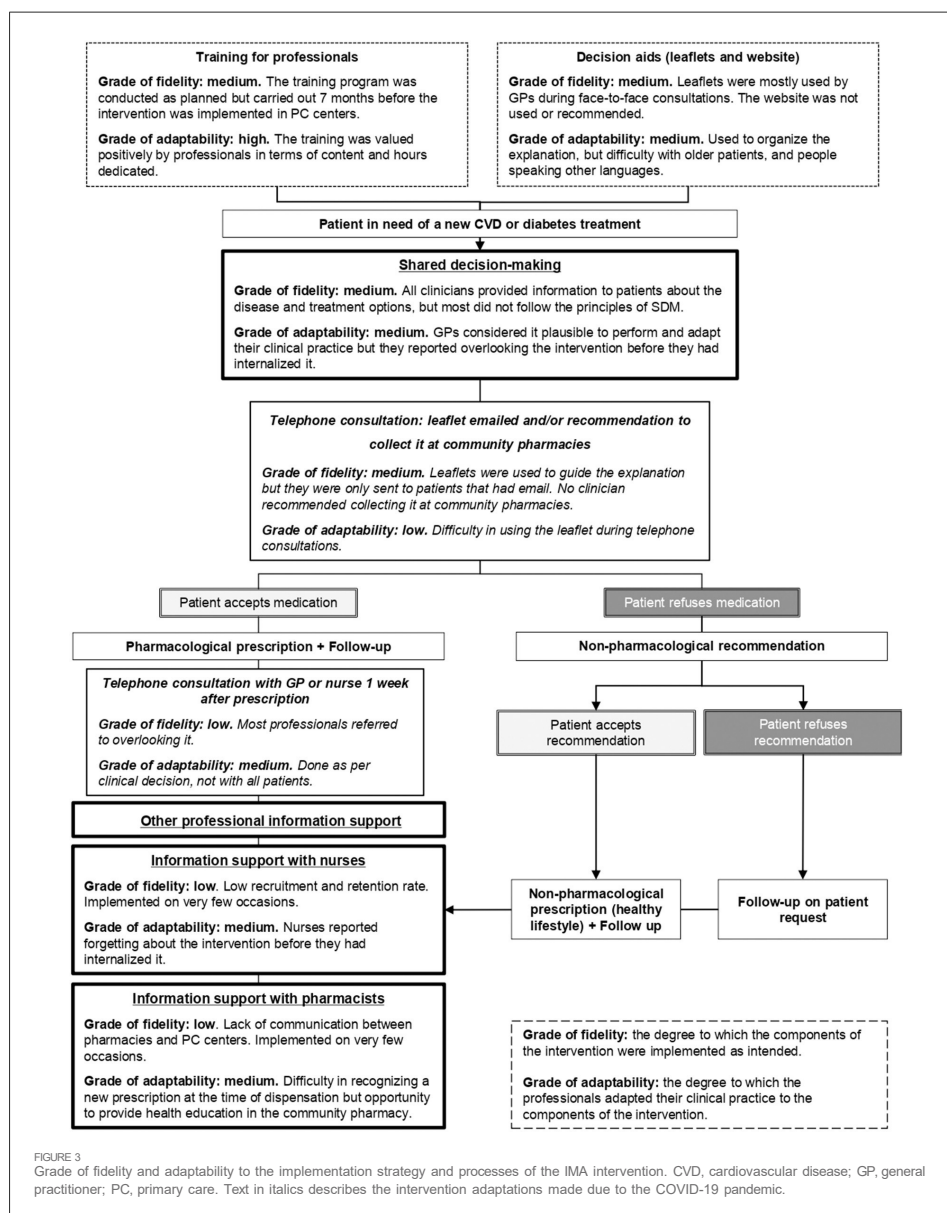 Training for professionals
Grade of fidelity: medium. The training program was
conducted as planned but carried out 7 months before the
intervention was implemented in PC centers.
Grade of adaptability: high. The training was valued
positively by professionals in terms of content and hours
dedicated.
Decision aids (leaflets and website)
Grade of fidelity: medium. Leaflets were mostly used by
GPs during face-to-face consultations. The website was not
used or recommended.
Grade of adaptability: medium. Used to organize the
explanation, but difficulty with older patients, and people
speaking other languages.
Patient in need of a new CVD or diabetes treatment
Shared decision-making
Grade of fidelity: medium. All clinicians provided information to patients about the
disease and treatment options, but most did not follow the principles of SDM.
Grade of adaptability: medium. GPs considered it plausible to perform and adapt
their clinical practice but they reported overlooking the intervention before they had
internalized it.
Telephone consultation: leaflet emailed and/or recommendation to
collect it at community pharmacies
Grade of fidelity: medium. Leaflets were used to guide the explanation
but they were only sent to patients that had email. No clinician
recommended collecting it at community pharmacies.
Grade of adaptability: low. Difficulty in using the leaflet during telephone
consultations.
Patient accepts medication
Patient refuses medication
Pharmacological prescription + Follow-up
Non-pharmacological recommendation
Telephone consultation with GP or nurse 1 week
after prescription
Grade of fidelity: low. Most professionals referred
to overlooking it.
Grade of adaptability: medium. Done as per
clinical decision, not with all patients.
Patient accepts
recommendation
Patient refuses
recommendation
Other professional information support
Information support with nurses
Grade of fidelity: low. Low recruitment and retention rate.
Implemented on very few occasions.
Grade of adaptability: medium. Nurses reported
forgetting about the intervention before they had
internalized it.
Non-pharmacological
prescription (healthy
lifestyle) + Follow up
Follow-up on patient
request
Information support with pharmacists
Grade of fidelity: low. Lack of communication between
pharmacies and PC centers. Implemented on very few
occasions.
Grade of adaptability: medium. Difficulty in recognizing a
new prescription at the time of dispensation but opportunity
to provide health education in the community pharmacy.
Grade of fidelity: the degree to which the components of
the intervention were implemented as intended.
Grade of adaptability: the degree to which the
professionals adapted their clinical practice to the
components of the intervention.
FIGURE 3
Grade of fidelity and adaptability to the implementation strategy and processes of the IMA intervention. CVD, cardiovascular disease; GP, general
practitioner; PC, primary care. Text in italics describes the intervention adaptations made due to the COVID-19 pandemic.